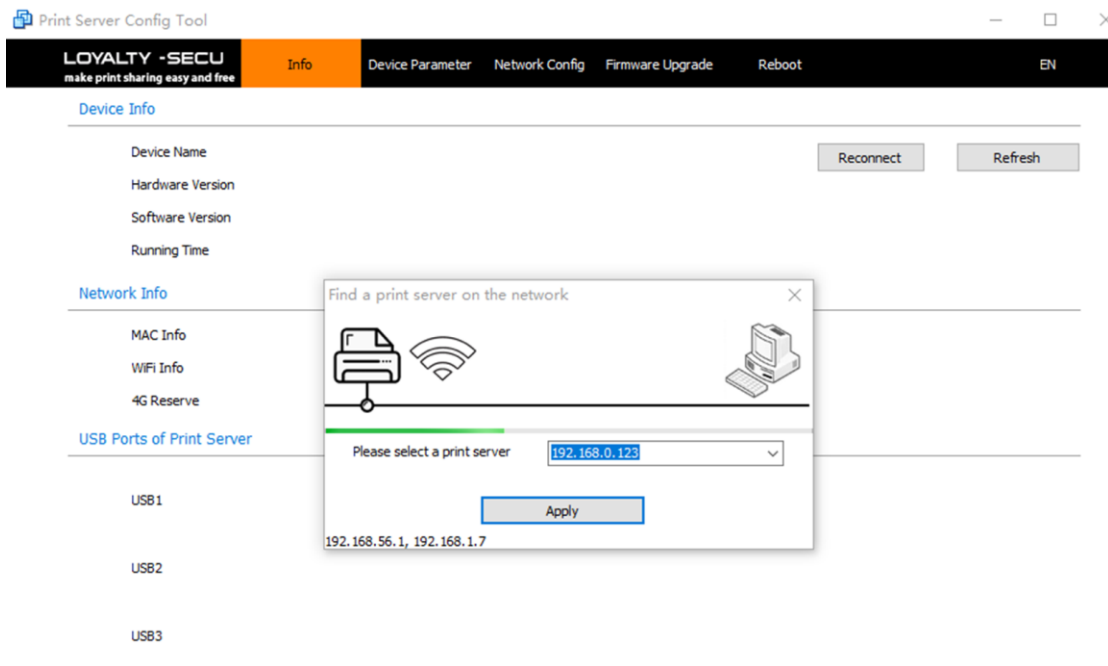 Print Server Config Tool
LOYALTY -SECU
make print sharing easy and free
Info
Device Parameter
Network Config
Firmware Upgrade
Reboot
EN
Device Info
Device Name
Reconnect
Refresh
Hardware Version
Software Version
Running Time
Network Info
MAC Info
WiFi Info
4G Reserve
USB Ports of Print Server
USB1
USB2
USB3
Find a print server on the network
Please select a print server
192.168.0.123
Apply
192.168.56.1, 192.168.1.7